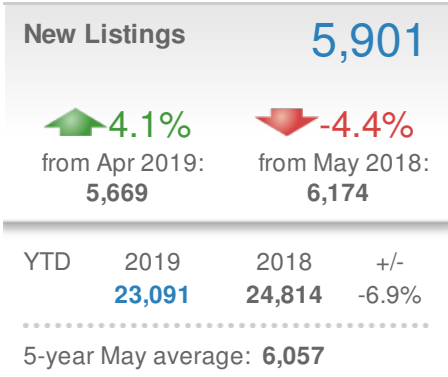 New Listings 5,901
4.1% -4.4%
from Apr 2019: from May 2018:
5,669 6,174
YTD 2019 2018 +/-
23,091 24,814 -6.9%
5-year May average: 6,057